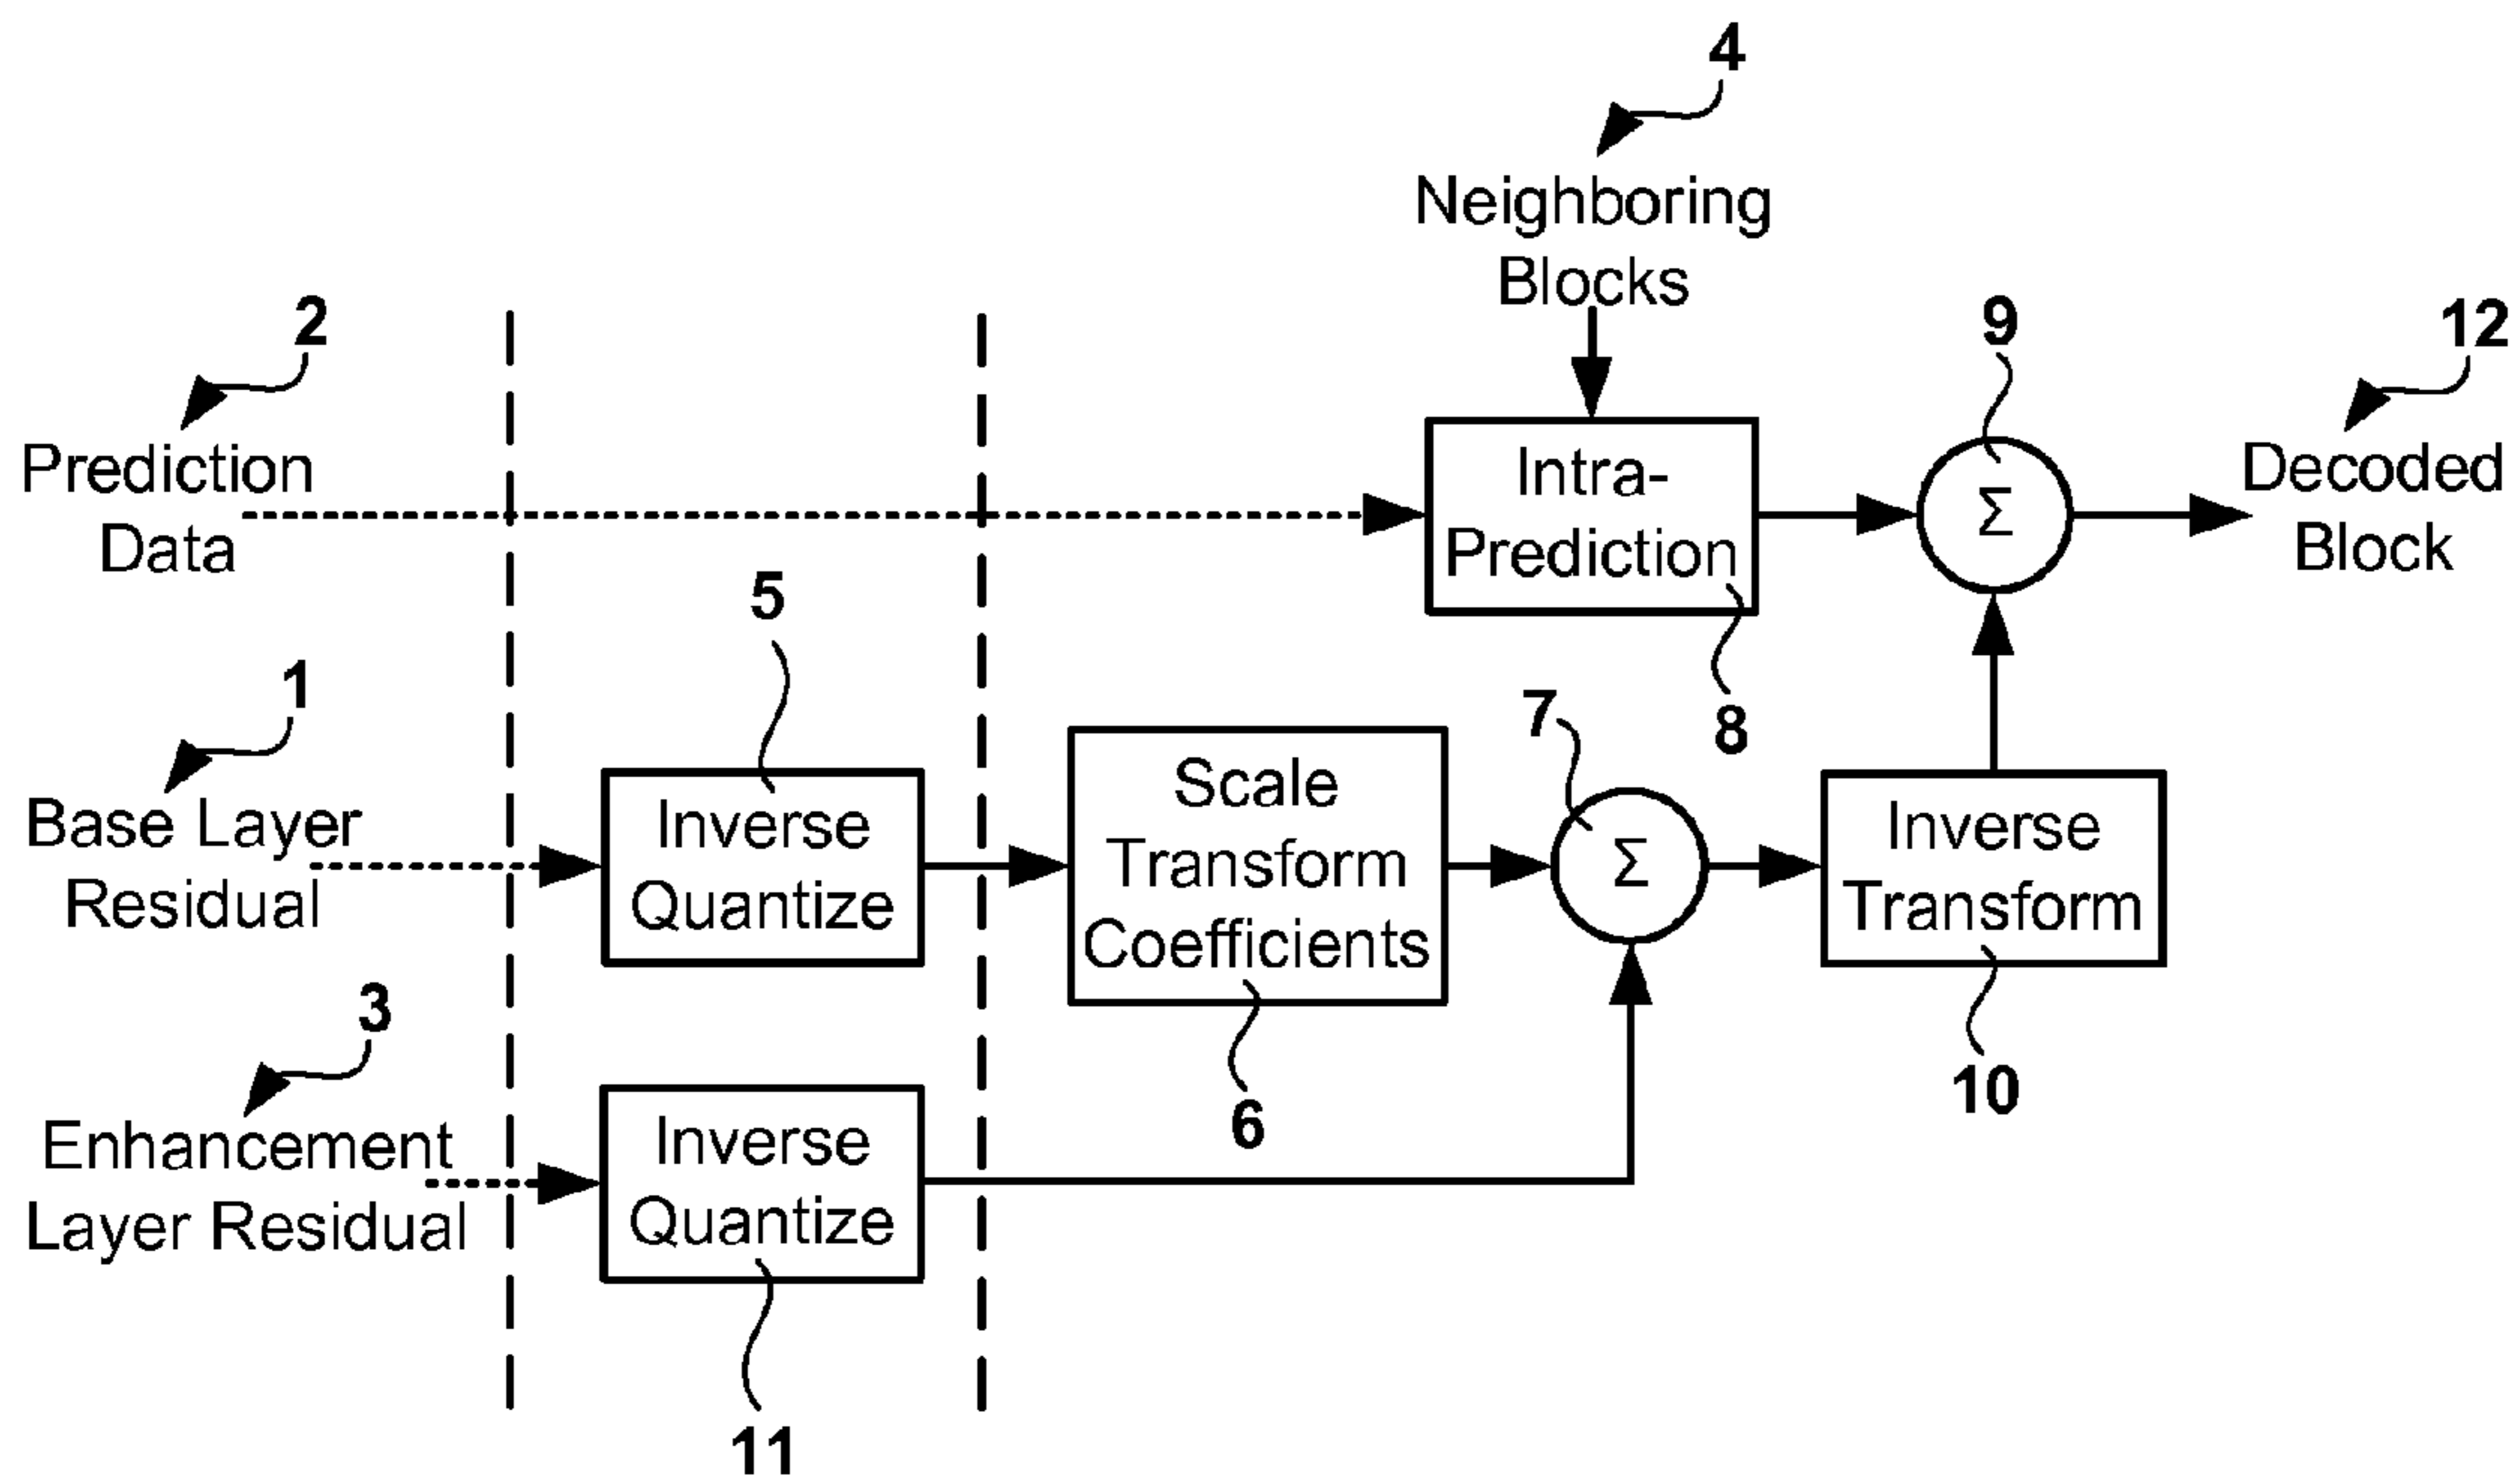 4
Neighboring
Blocks
2
9
12
Prediction
Data
Intra-
Prediction
Σ
Decoded
Block
5
1
7
8
Base Layer
Residual
Inverse
Quantize
Scale
Transform
Coefficients
Σ
Inverse
Transform
3
6
10
Enhancement
Layer Residual
Inverse
Quantize
11